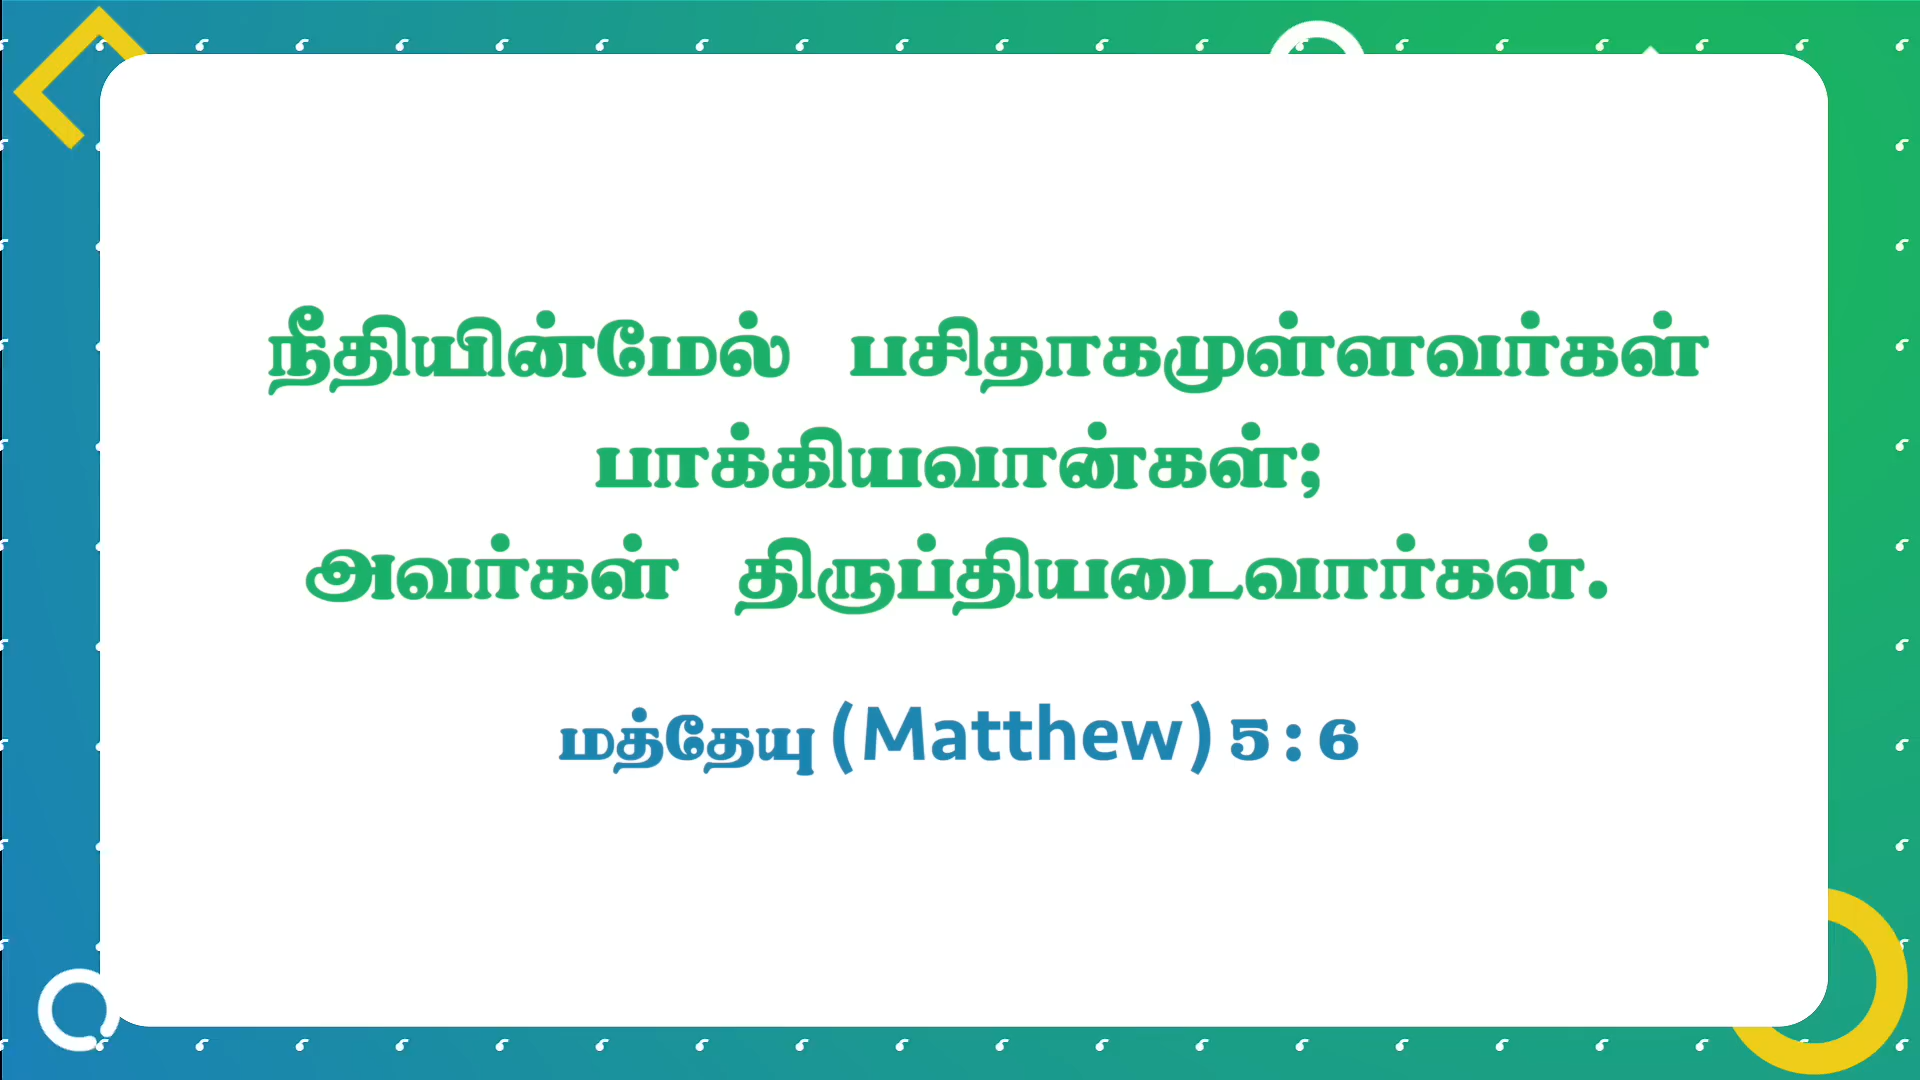 நீதியின்மேல் பசிதாகமுள்ளவர்கள்
பாக்கியவான்கள்;
அவர்கள் திருப்தியடைவார்கள்.
மத்தேயு (Matthew) 5 : 6